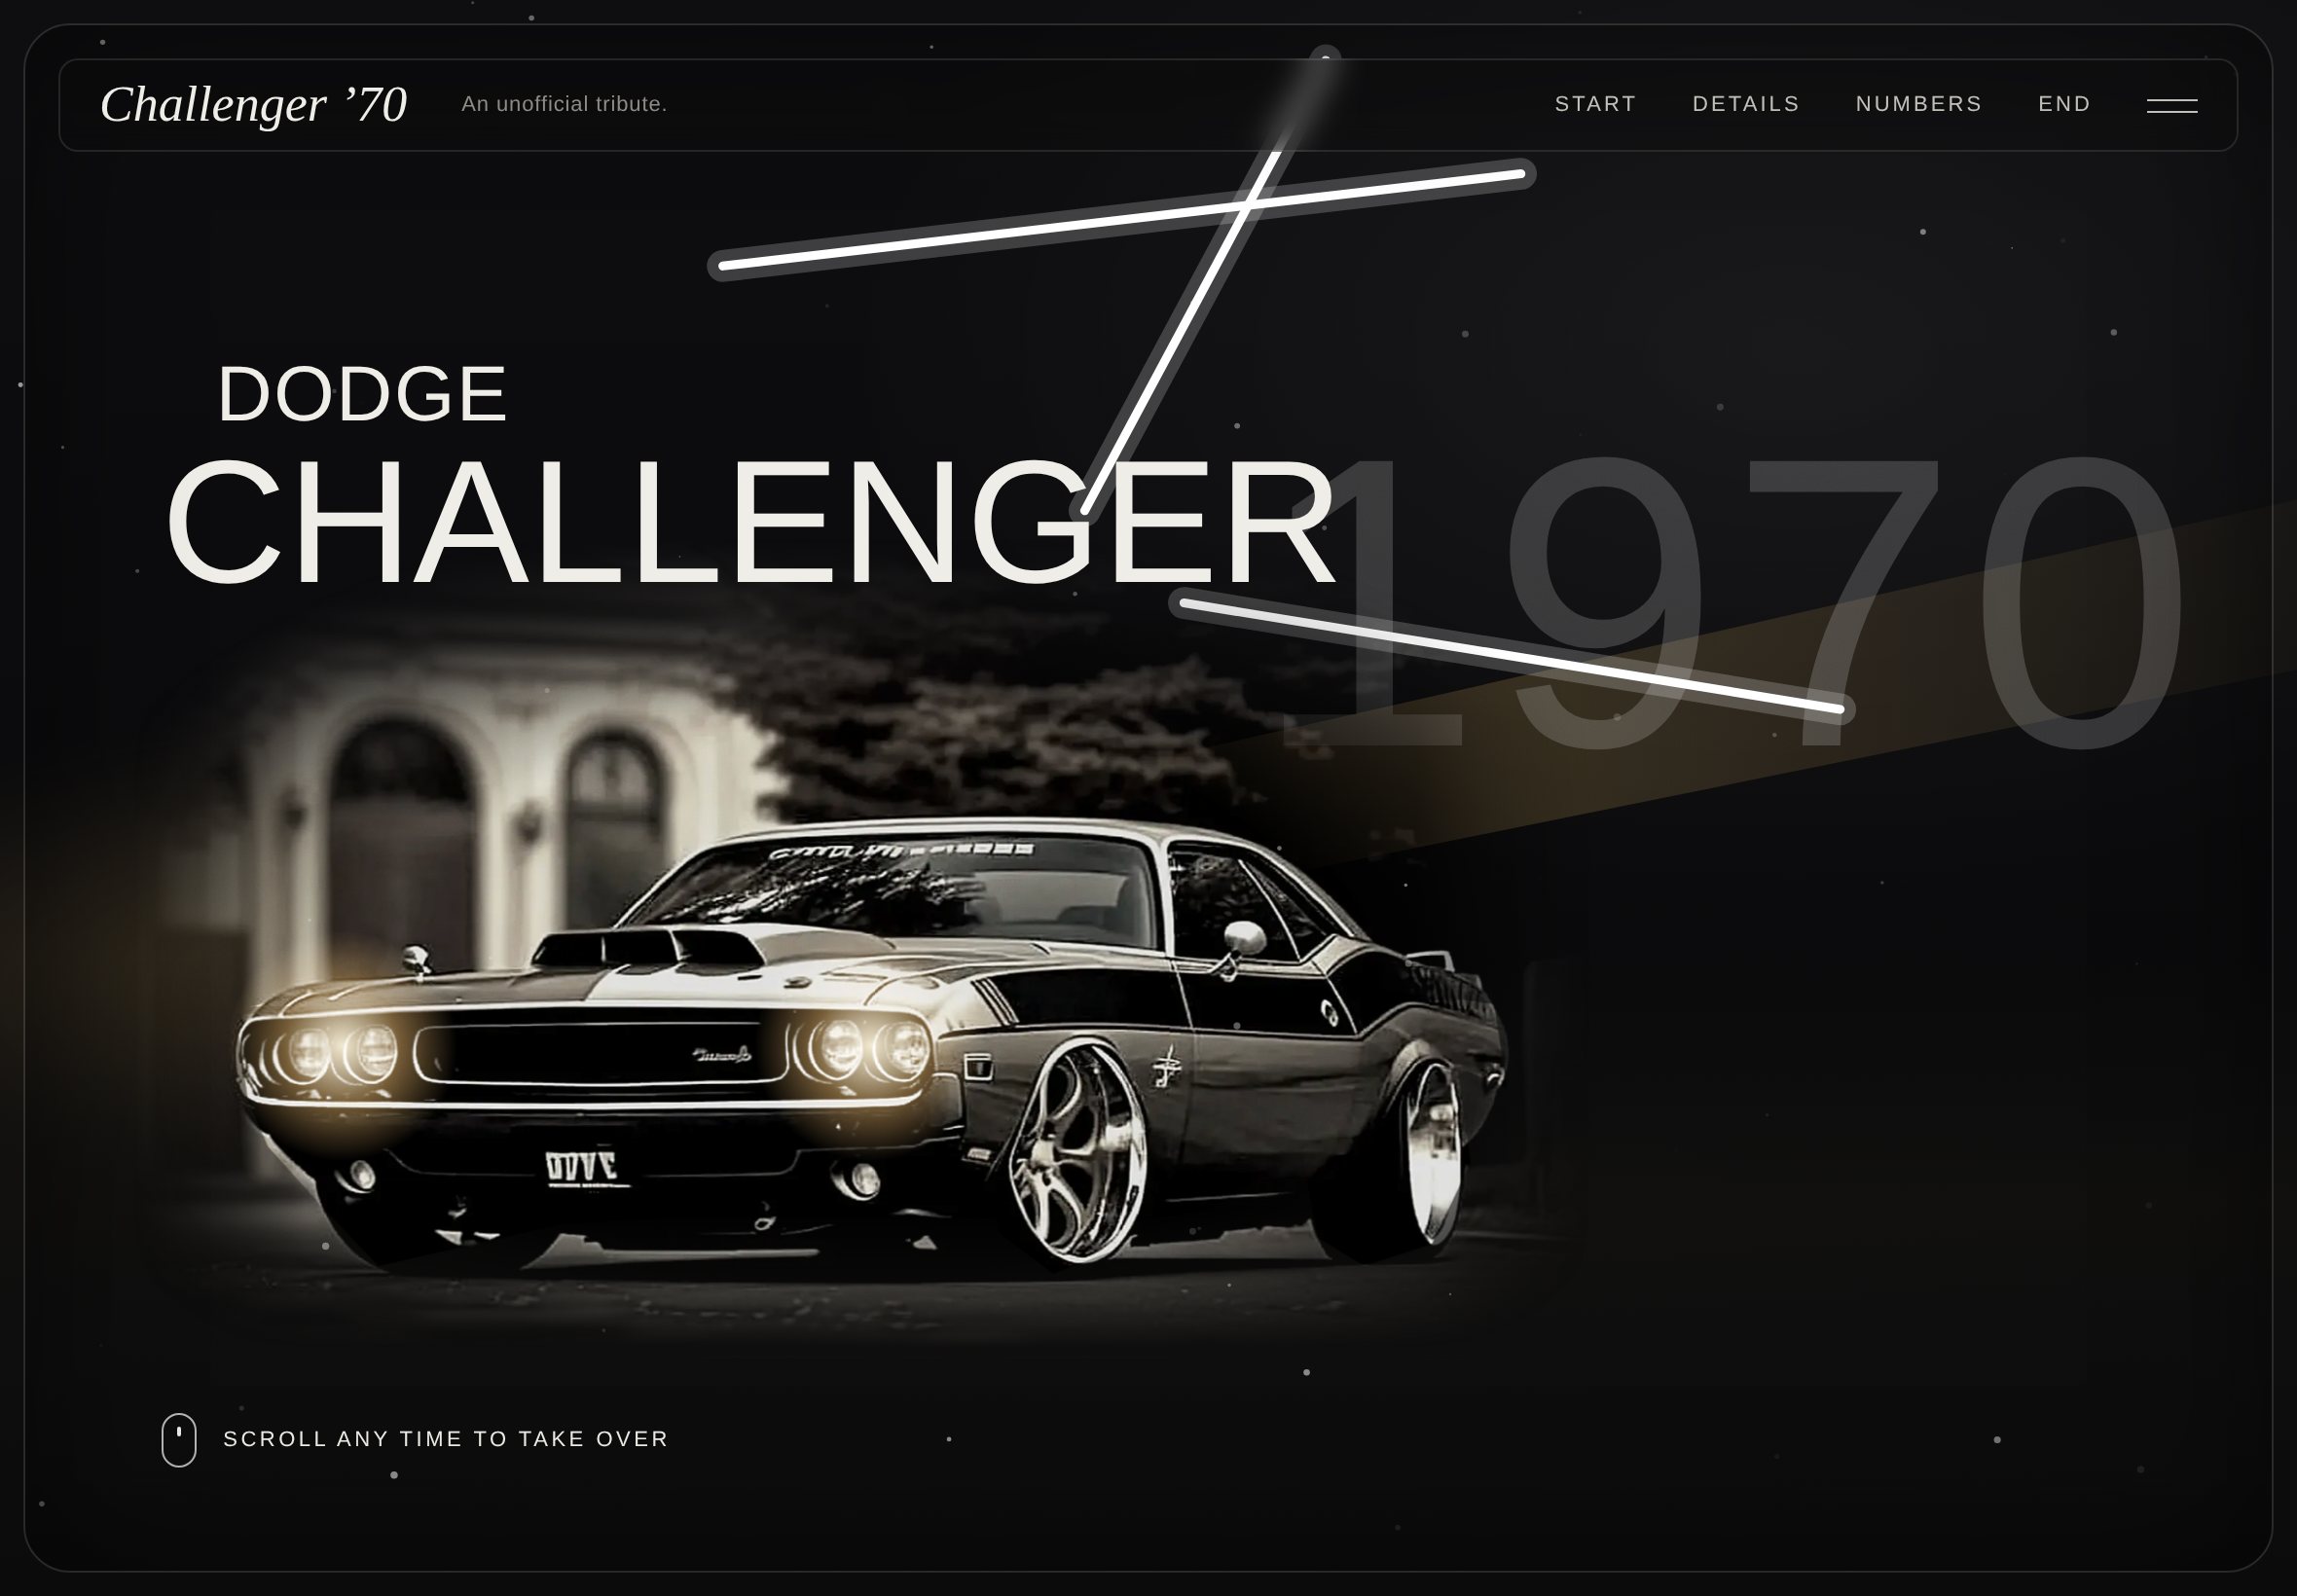 Challenger ’70
An unofficial tribute.
START
DETAILS
NUMBERS
END
DODGE
CHALLENGER
1970
SCROLL ANY TIME TO TAKE OVER